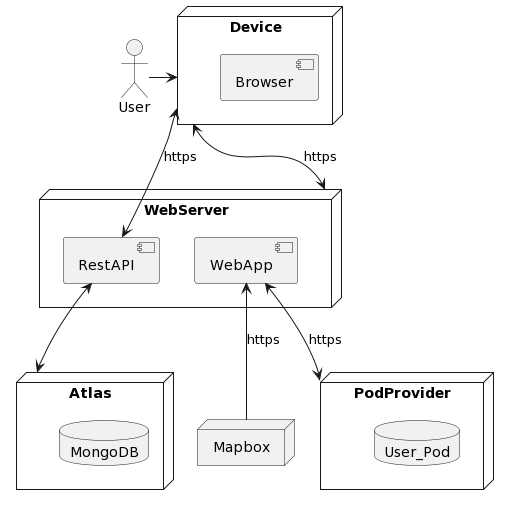 Device
Browser
User
https
https
WebServer
RestAPI
WebApp
https
https
Atlas
PodProvider
MongoDB
Mapbox
User_Pod